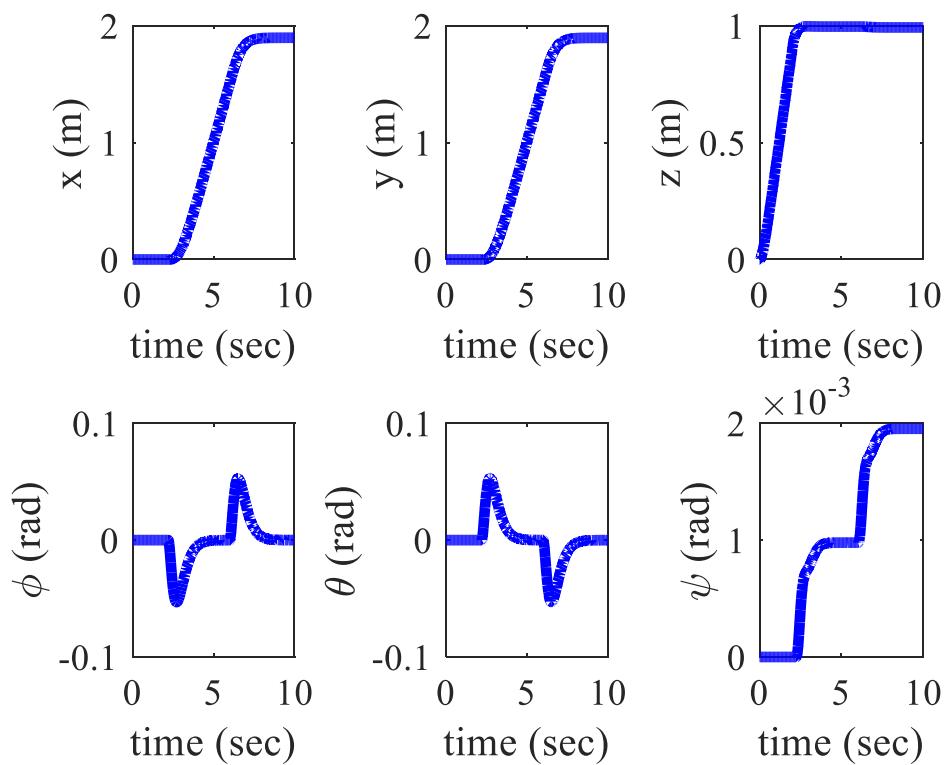 2
1
0
x (m)
0 5 10
time (sec)
2
1
0
y (m)
0 5 10
time (sec)
1
0.5
0
z (m)
0 5 10
time (sec)
0.1
0
-0.1
ϕ (rad)
0 5 10
time (sec)
0.1
0
-0.1
θ (rad)
0 5 10
time (sec)
×10⁻³
2
1
0
ψ (rad)
0 5 10
time (sec)